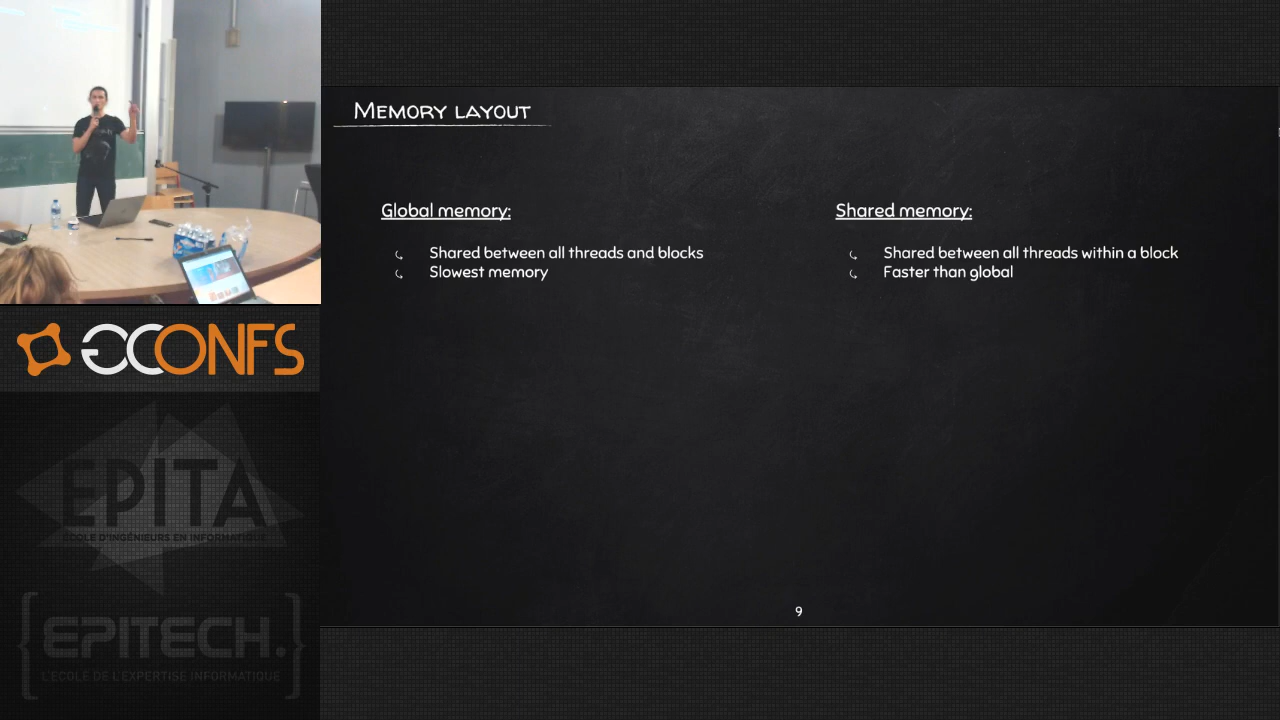 MEMORY LAYOUT
Global memory:
Shared between all threads and blocks
Slowest memory
Shared memory:
Shared between all threads within a block
Faster than global
9
GCONFS
EPITA
ÉCOLE D'INGÉNIEURS EN INFORMATIQUE
{EPITECH.}
L'ÉCOLE DE L'EXPERTISE INFORMATIQUE